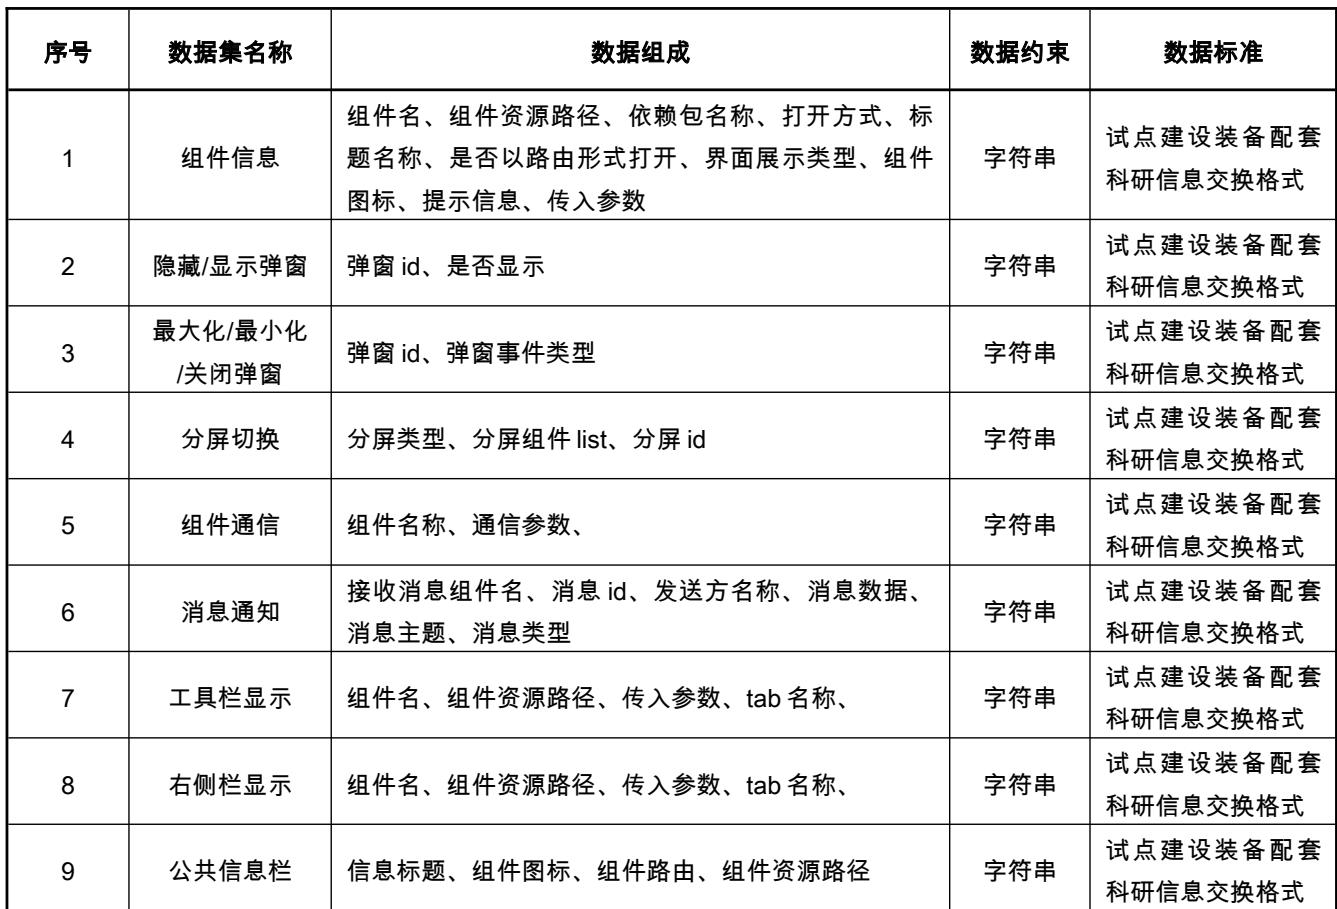 序号 数据集名称 数据组成 数据约束 数据标准
组件名、组件资源路径、依赖包名称、打开方式、标
1 组件信息 题名称、是否以路由形式打开、界面展示类型、组件 字符串 试点建设装备配套
图标、提示信息、传入参数 科研信息交换格式
2 隐藏/显示弹窗 弹窗 id、是否显示 字符串 试点建设装备配套
科研信息交换格式
3 最大化/最小化 弹窗 id、弹窗事件类型 字符串 试点建设装备配套
/关闭弹窗 科研信息交换格式
4 分屏切换 分屏类型、分屏组件 list、分屏 id 字符串 试点建设装备配套
科研信息交换格式
5 组件通信 组件名称、通信参数、 字符串 试点建设装备配套
科研信息交换格式
6 消息通知 接收消息组件名、消息 id、发送方名称、消息数据、 字符串 试点建设装备配套
消息主题、消息类型 科研信息交换格式
7 工具栏显示 组件名、组件资源路径、传入参数、tab 名称、 字符串 试点建设装备配套
科研信息交换格式
8 右侧栏显示 组件名、组件资源路径、传入参数、tab 名称、 字符串 试点建设装备配套
科研信息交换格式
9 公共信息栏 信息标题、组件图标、组件路由、组件资源路径 字符串 试点建设装备配套
科研信息交换格式